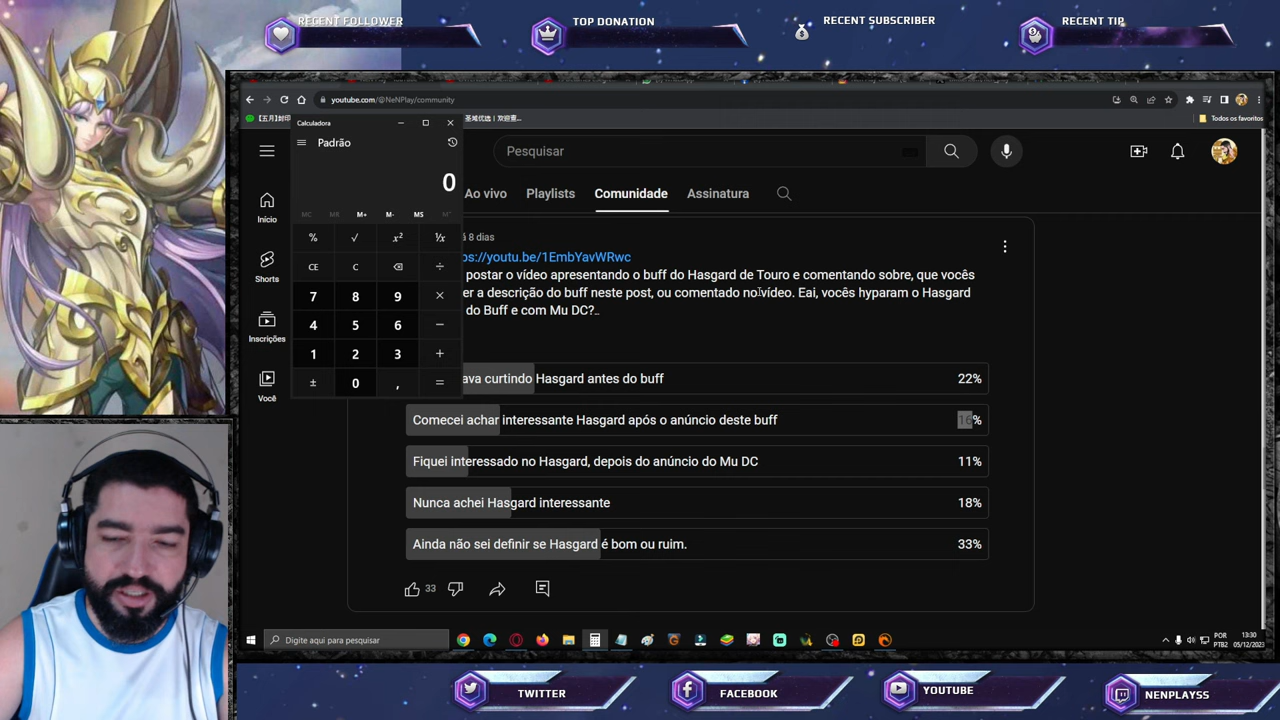 RECENT FOLLOWER
TOP DONATION
RECENT SUBSCRIBER
RECENT TIP
youtube.com/@NeNPlay/community
Todos os favoritos
Calculadora
Padrão
0
MC MR M+ M- MS M˅
% √ x² ⅟x
CE C ⌫ ÷
7 8 9 ×
4 5 6 −
1 2 3 +
± 0 , =
Pesquisar
Ao vivo Playlists Comunidade Assinatura
Início
Shorts
Inscrições
Você
á 8 dias
ps://youtu.be/1EmbYavWRwc
postar o vídeo apresentando o buff do Hasgard de Touro e comentando sobre, que vocês
er a descrição do buff neste post, ou comentado no vídeo. Eai, vocês hyparam o Hasgard
do Buff e com Mu DC?..
ava curtindo Hasgard antes do buff 22%
Comecei achar interessante Hasgard após o anúncio deste buff 16%
Fiquei interessado no Hasgard, depois do anúncio do Mu DC 11%
Nunca achei Hasgard interessante 18%
Ainda não sei definir se Hasgard é bom ou ruim. 33%
33
Digite aqui para pesquisar
POR 13:30
PTB2 05/12/2023
TWITTER
FACEBOOK
YOUTUBE
NENPLAYSS